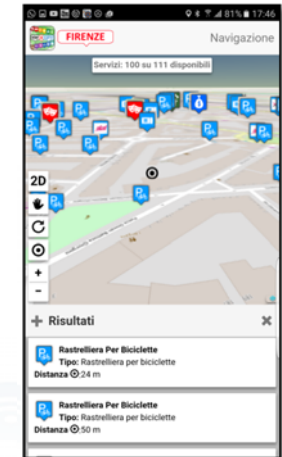 81% 17:46
FIRENZE
Navigazione
Servizi: 100 su 111 disponibili
2D
C
+
-
+ Risultati ×
Rastrelliera Per Biciclette
Tipo: Rastrelliera per biciclette
Distanza :24 m
Rastrelliera Per Biciclette
Tipo: Rastrelliera per biciclette
Distanza :50 m